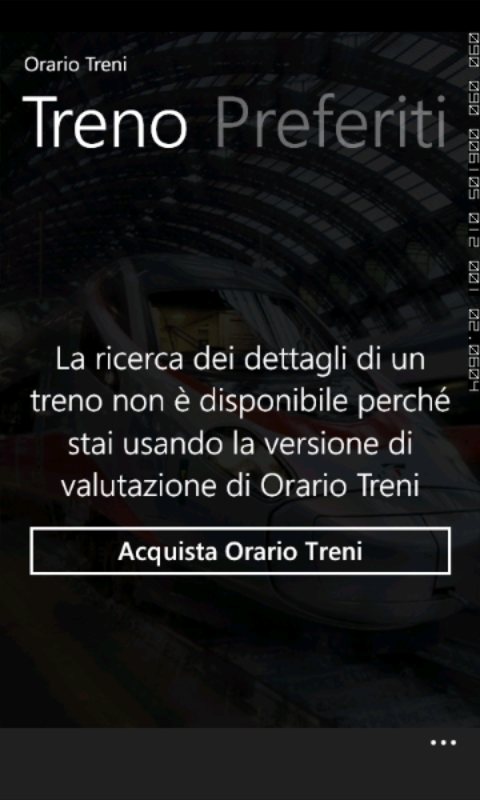 Orario Treni
Treno Preferiti
La ricerca dei dettagli di un
treno non è disponibile perché
stai usando la versione di
valutazione di Orario Treni
Acquista Orario Treni